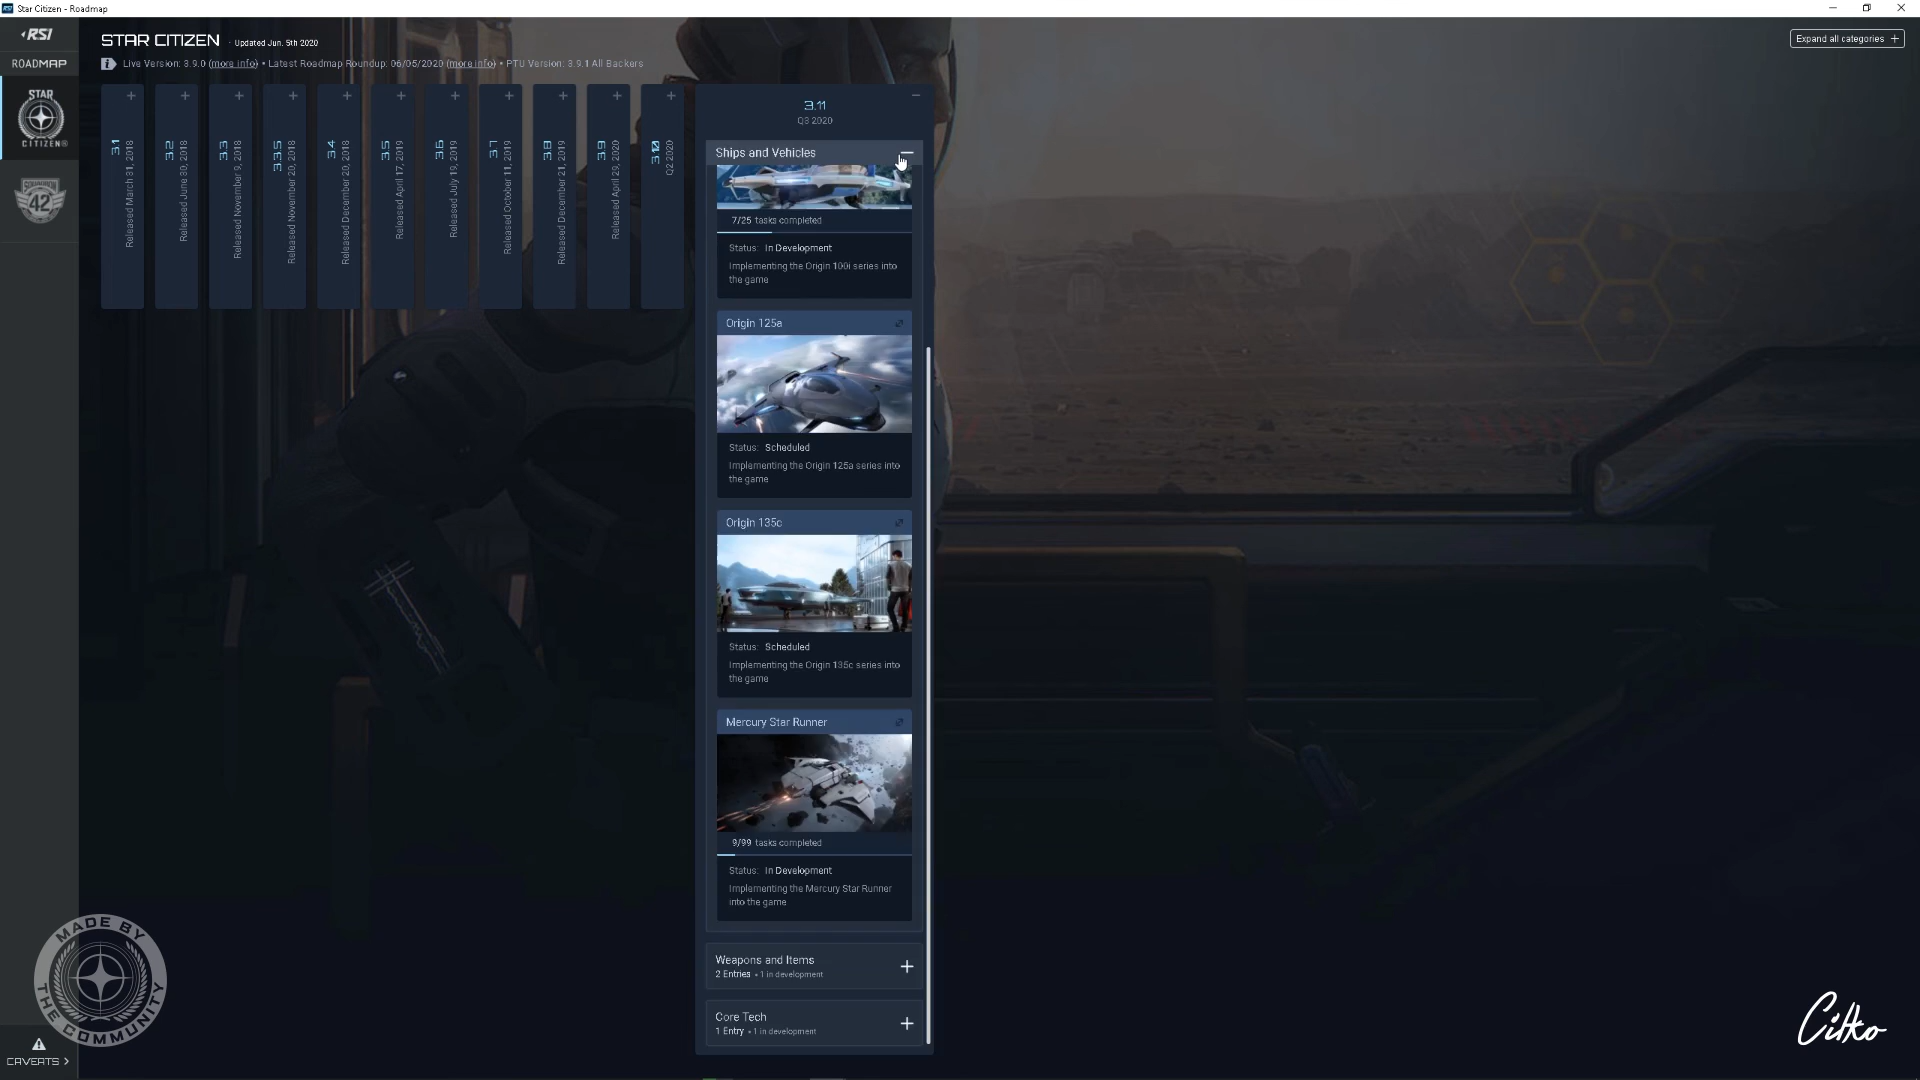 Star Citizen - Roadmap
RSI
ROADMAP
STAR CITIZEN®
SQUADRON 42
CAVEATS >
MADE BY THE COMMUNITY
STAR CITIZEN - Updated Jun. 5th 2020
Live Version: 3.9.0 (more info) • Latest Roadmap Roundup: 06/05/2020 (more info) • PTU Version: 3.9.1 All Backers
Expand all categories +
3.1 Released March 31, 2018
3.2 Released June 30, 2018
3.3 Released November 9, 2018
3.3.5 Released November 20, 2018
3.4 Released December 20, 2018
3.5 Released April 17, 2019
3.6 Released July 19, 2019
3.7 Released October 11, 2019
3.8 Released December 21, 2019
3.9 Released April 29, 2020
3.10 Q2 2020
3.11
Q3 2020
Ships and Vehicles
7/25 tasks completed
Status: In Development
Implementing the Origin 100i series into
the game
Origin 125a
Status: Scheduled
Implementing the Origin 125a series into
the game
Origin 135c
Status: Scheduled
Implementing the Origin 135c series into
the game
Mercury Star Runner
9/99 tasks completed
Status: In Development
Implementing the Mercury Star Runner
into the game
Weapons and Items
2 Entries • 1 in development
Core Tech
1 Entry • 1 in development